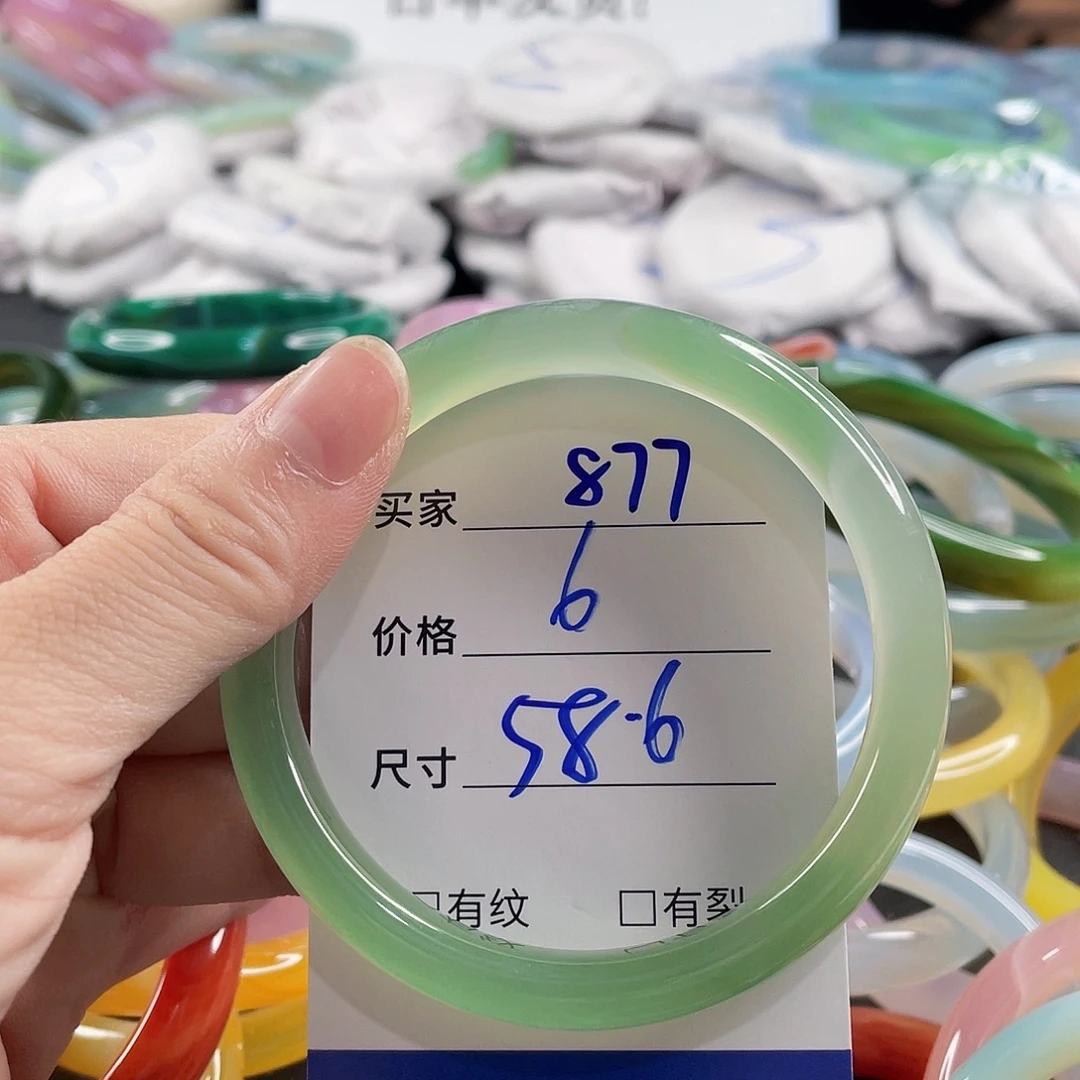 买家 877
价格 6
尺寸 58.6
□有纹 □有裂